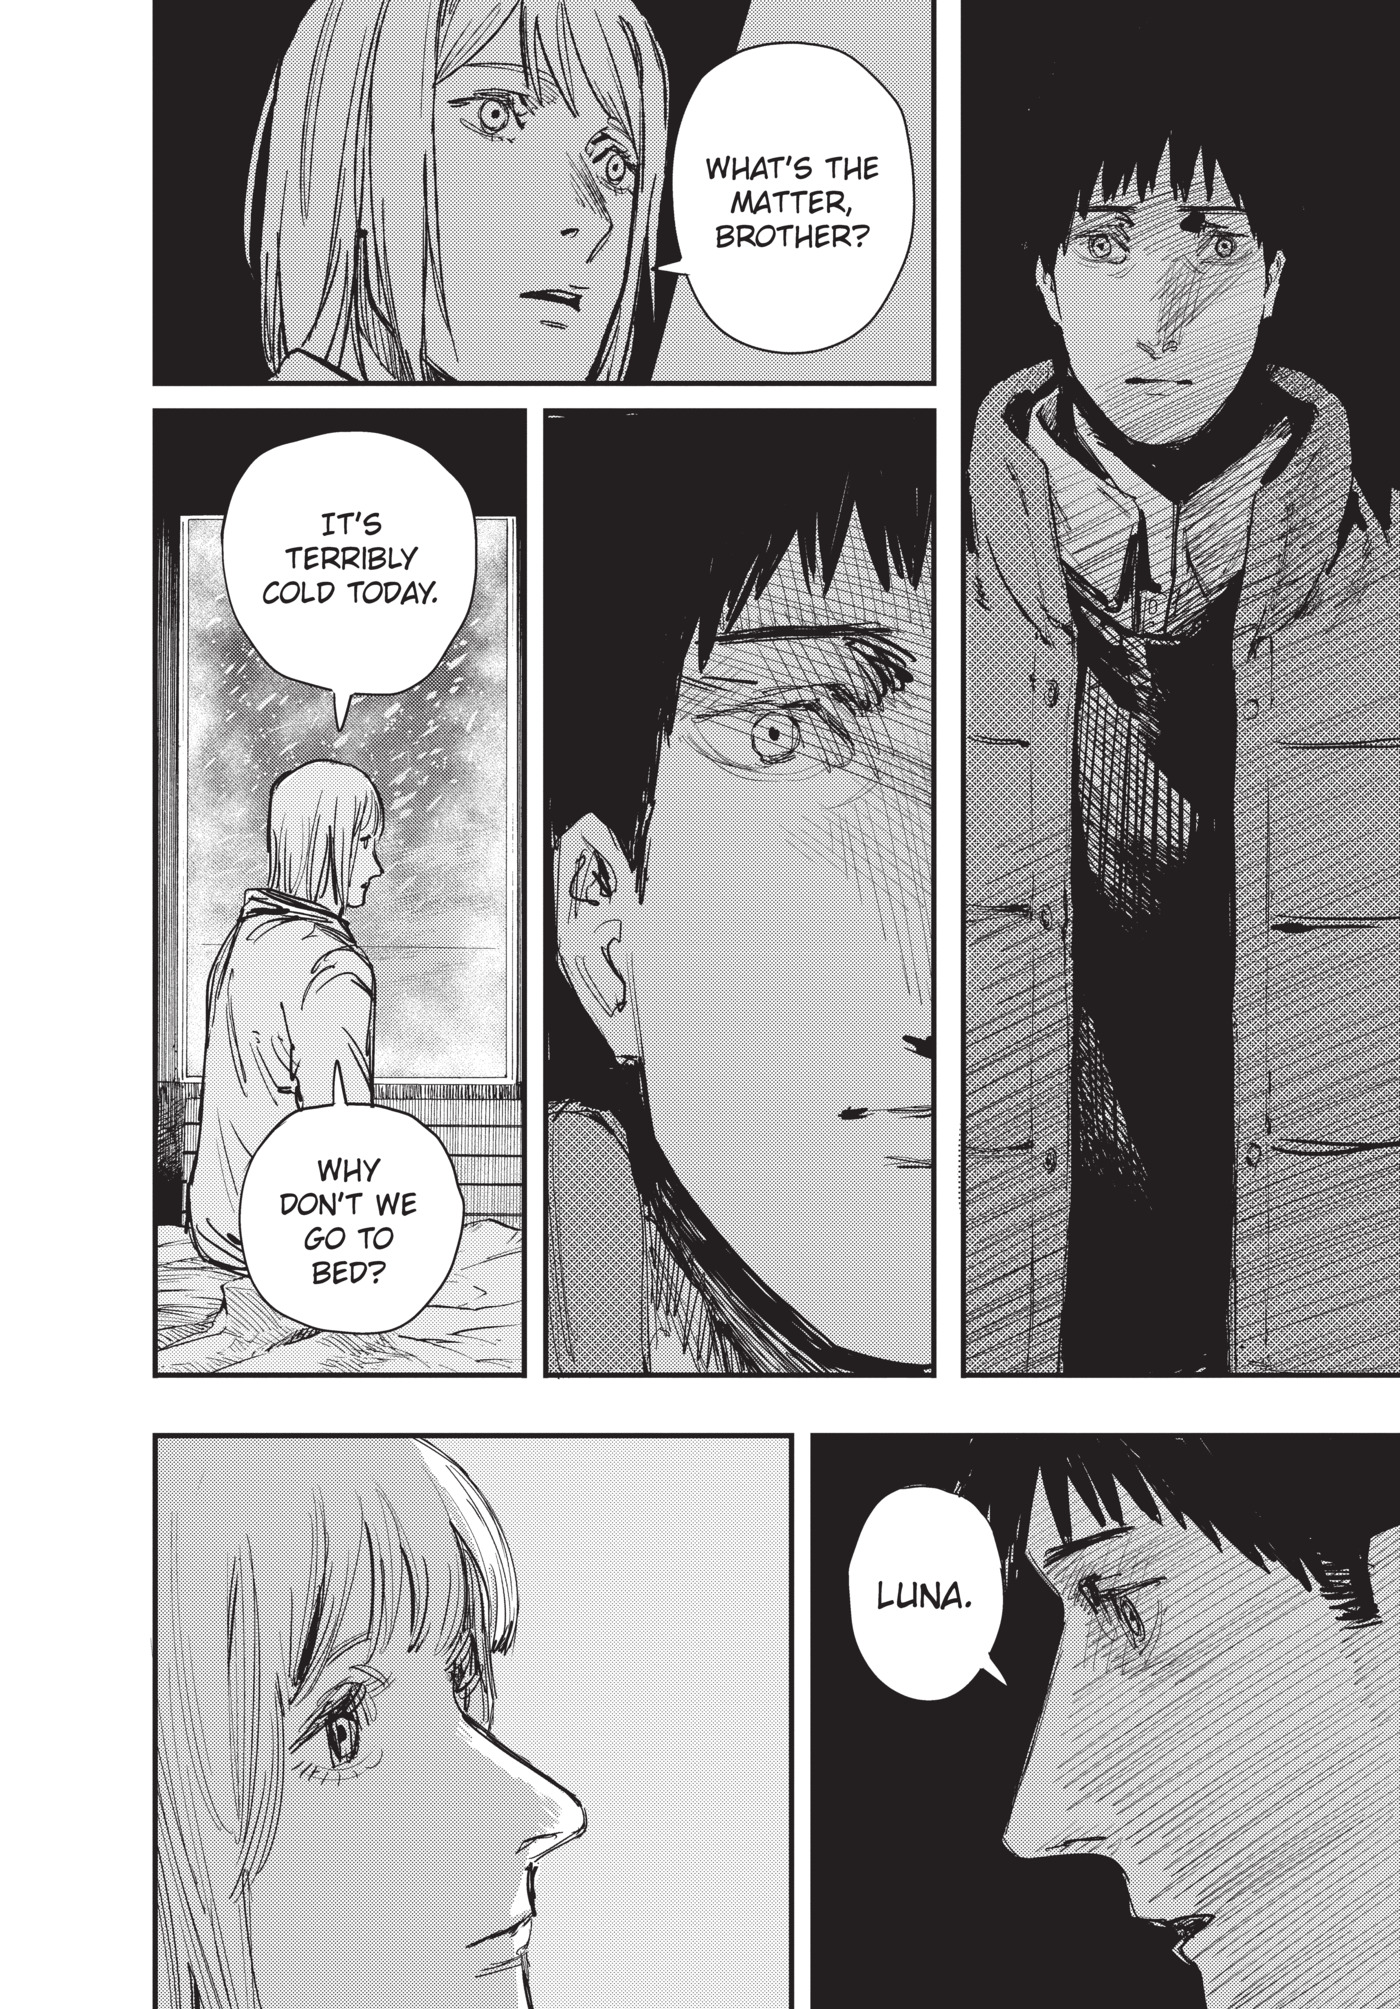 WHAT'S THE
MATTER,
BROTHER?
IT'S
TERRIBLY
COLD TODAY.
WHY
DON'T WE
GO TO
BED?
LUNA.